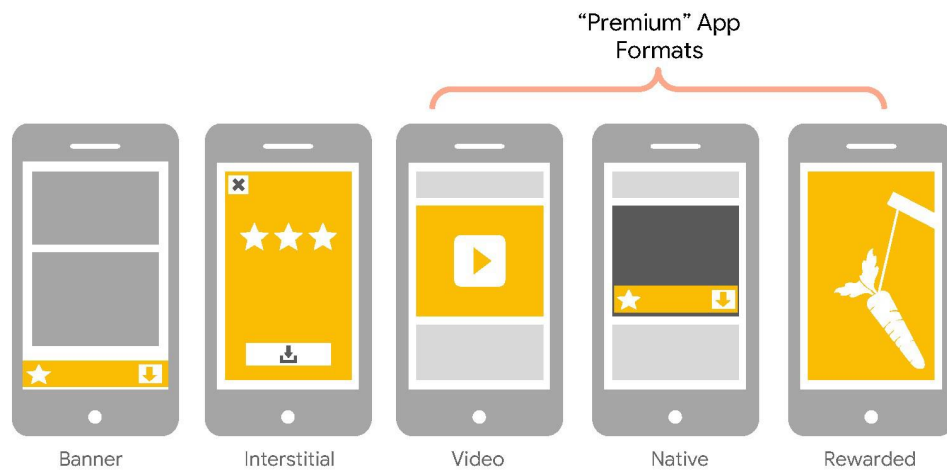 “Premium” App
Formats
Banner
Interstitial
Video
Native
Rewarded